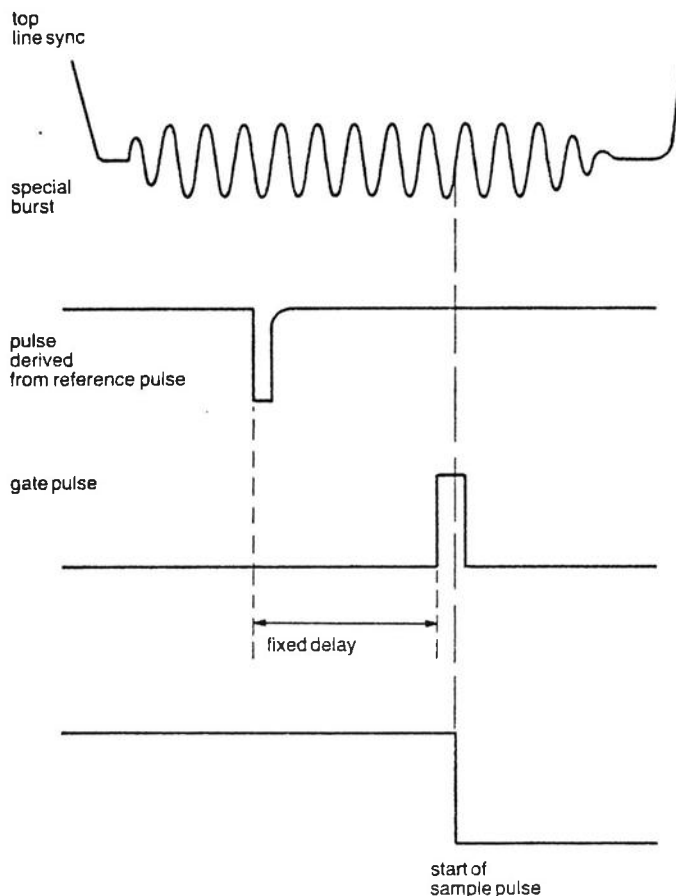 top
line sync
special
burst
pulse
derived
from reference pulse
gate pulse
fixed delay
start of
sample pulse